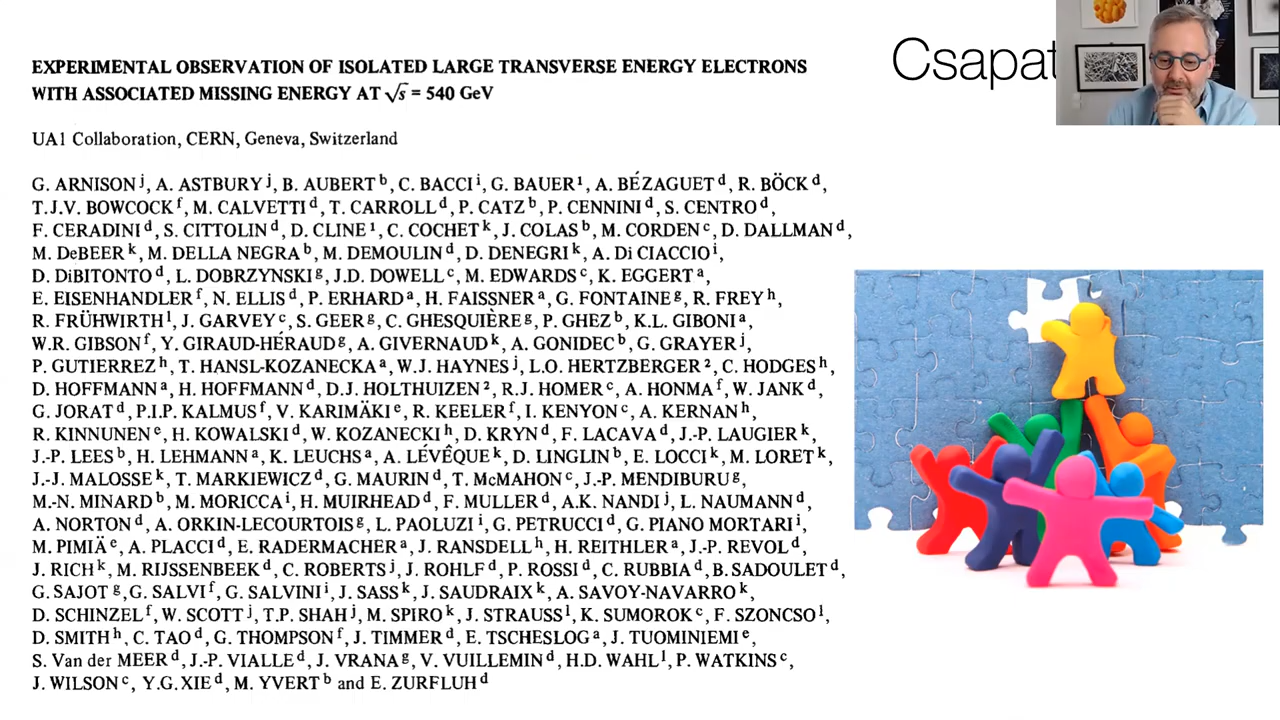 Csapat
EXPERIMENTAL OBSERVATION OF ISOLATED LARGE TRANSVERSE ENERGY ELECTRONS
WITH ASSOCIATED MISSING ENERGY AT √s = 540 GeV
UA1 Collaboration, CERN, Geneva, Switzerland
G. ARNISON j, A. ASTBURY j, B. AUBERT b, C. BACCI i, G. BAUER 1, A. BÉZAGUET d, R. BÖCK d,
T.J.V. BOWCOCK f, M. CALVETTI d, T. CARROLL d, P. CATZ b, P. CENNINI d, S. CENTRO d,
F. CERADINI d, S. CITTOLIN d, D. CLINE 1, C. COCHET k, J. COLAS b, M. CORDEN c, D. DALLMAN d,
M. DeBEER k, M. DELLA NEGRA b, M. DEMOULIN d, D. DENEGRI k, A. Di CIACCIO i,
D. DiBITONTO d, L. DOBRZYNSKI g, J.D. DOWELL c, M. EDWARDS c, K. EGGERT a,
E. EISENHANDLER f, N. ELLIS d, P. ERHARD a, H. FAISSNER a, G. FONTAINE g, R. FREY h,
R. FRÜHWIRTH l, J. GARVEY c, S. GEER g, C. GHESQUIÈRE g, P. GHEZ b, K.L. GIBONI a,
W.R. GIBSON f, Y. GIRAUD-HÉRAUD g, A. GIVERNAUD k, A. GONIDEC b, G. GRAYER j,
P. GUTIERREZ h, T. HANSL-KOZANECKA a, W.J. HAYNES j, L.O. HERTZBERGER 2, C. HODGES h,
D. HOFFMANN a, H. HOFFMANN d, D.J. HOLTHUIZEN 2, R.J. HOMER c, A. HONMA f, W. JANK d,
G. JORAT d, P.I.P. KALMUS f, V. KARIMÄKI e, R. KEELER f, I. KENYON c, A. KERNAN h,
R. KINNUNEN e, H. KOWALSKI d, W. KOZANECKI h, D. KRYN d, F. LACAVA d, J.-P. LAUGIER k,
J.-P. LEES b, H. LEHMANN a, K. LEUCHS a, A. LÉVÊQUE k, D. LINGLIN b, E. LOCCI k, M. LORET k,
J.-J. MALOSSE k, T. MARKIEWICZ d, G. MAURIN d, T. McMAHON c, J.-P. MENDIBURU g,
M.-N. MINARD b, M. MORICCA i, H. MUIRHEAD d, F. MULLER d, A.K. NANDI j, L. NAUMANN d,
A. NORTON d, A. ORKIN-LECOURTOIS g, L. PAOLUZI i, G. PETRUCCI d, G. PIANO MORTARI i,
M. PIMIÄ e, A. PLACCI d, E. RADERMACHER a, J. RANSDELL h, H. REITHLER a, J.-P. REVOL d,
J. RICH k, M. RIJSSENBEEK d, C. ROBERTS j, J. ROHLF d, P. ROSSI d, C. RUBBIA d, B. SADOULET d,
G. SAJOT g, G. SALVI f, G. SALVINI i, J. SASS k, J. SAUDRAIX k, A. SAVOY-NAVARRO k,
D. SCHINZEL f, W. SCOTT j, T.P. SHAH j, M. SPIRO k, J. STRAUSS l, K. SUMOROK c, F. SZONCSO l,
D. SMITH h, C. TAO d, G. THOMPSON f, J. TIMMER d, E. TSCHESLOG a, J. TUOMINIEMI e,
S. Van der MEER d, J.-P. VIALLE d, J. VRANA g, V. VUILLEMIN d, H.D. WAHL l, P. WATKINS c,
J. WILSON c, Y.G. XIE d, M. YVERT b and E. ZURFLUH d